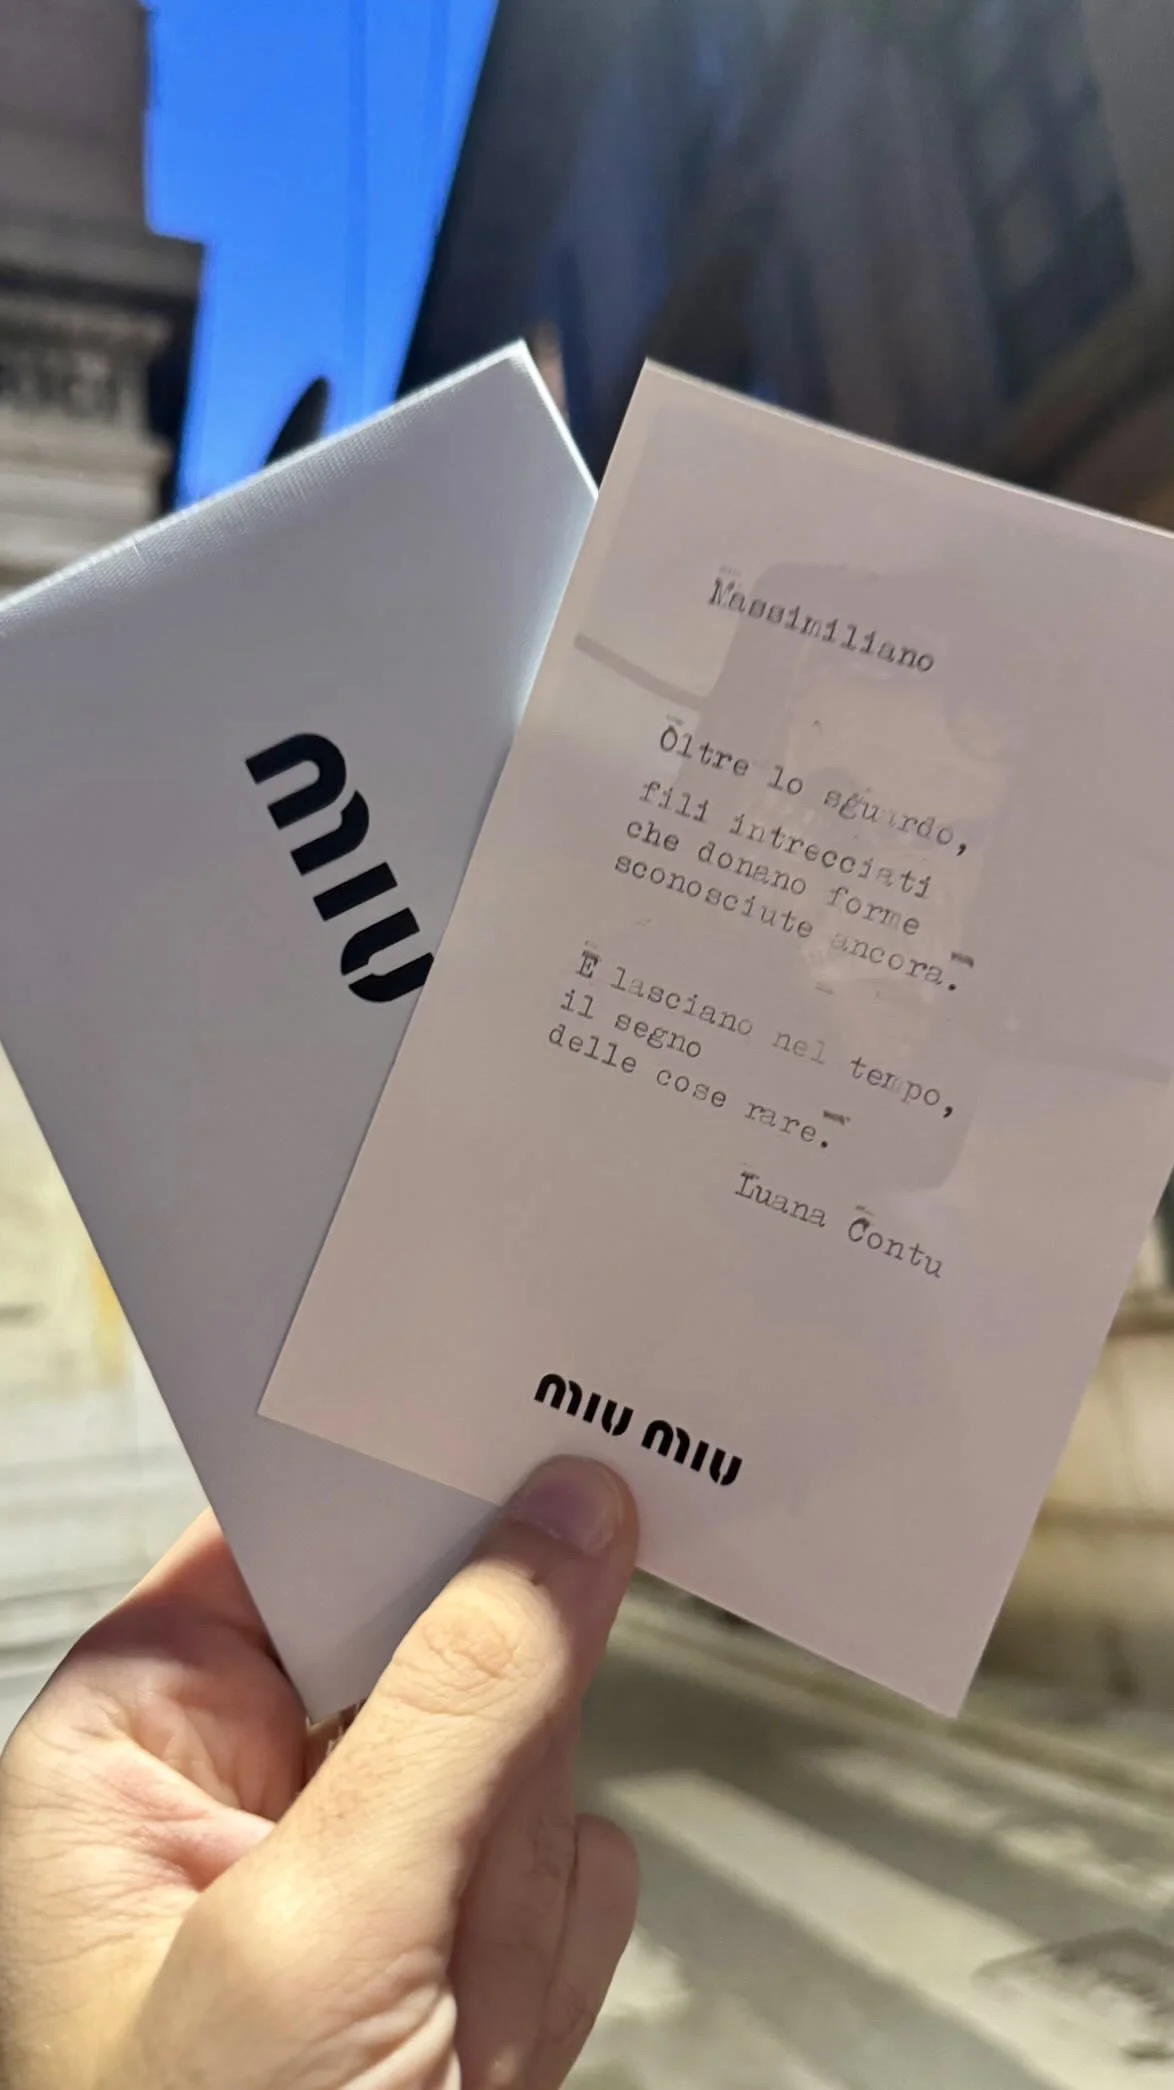 miu
Massimiliano
Oltre lo sguardo,
fili intrecciati
che donano forme
sconosciute ancora.
E lasciano nel tempo,
il segno
delle cose rare.
Luana Contu
miu miu